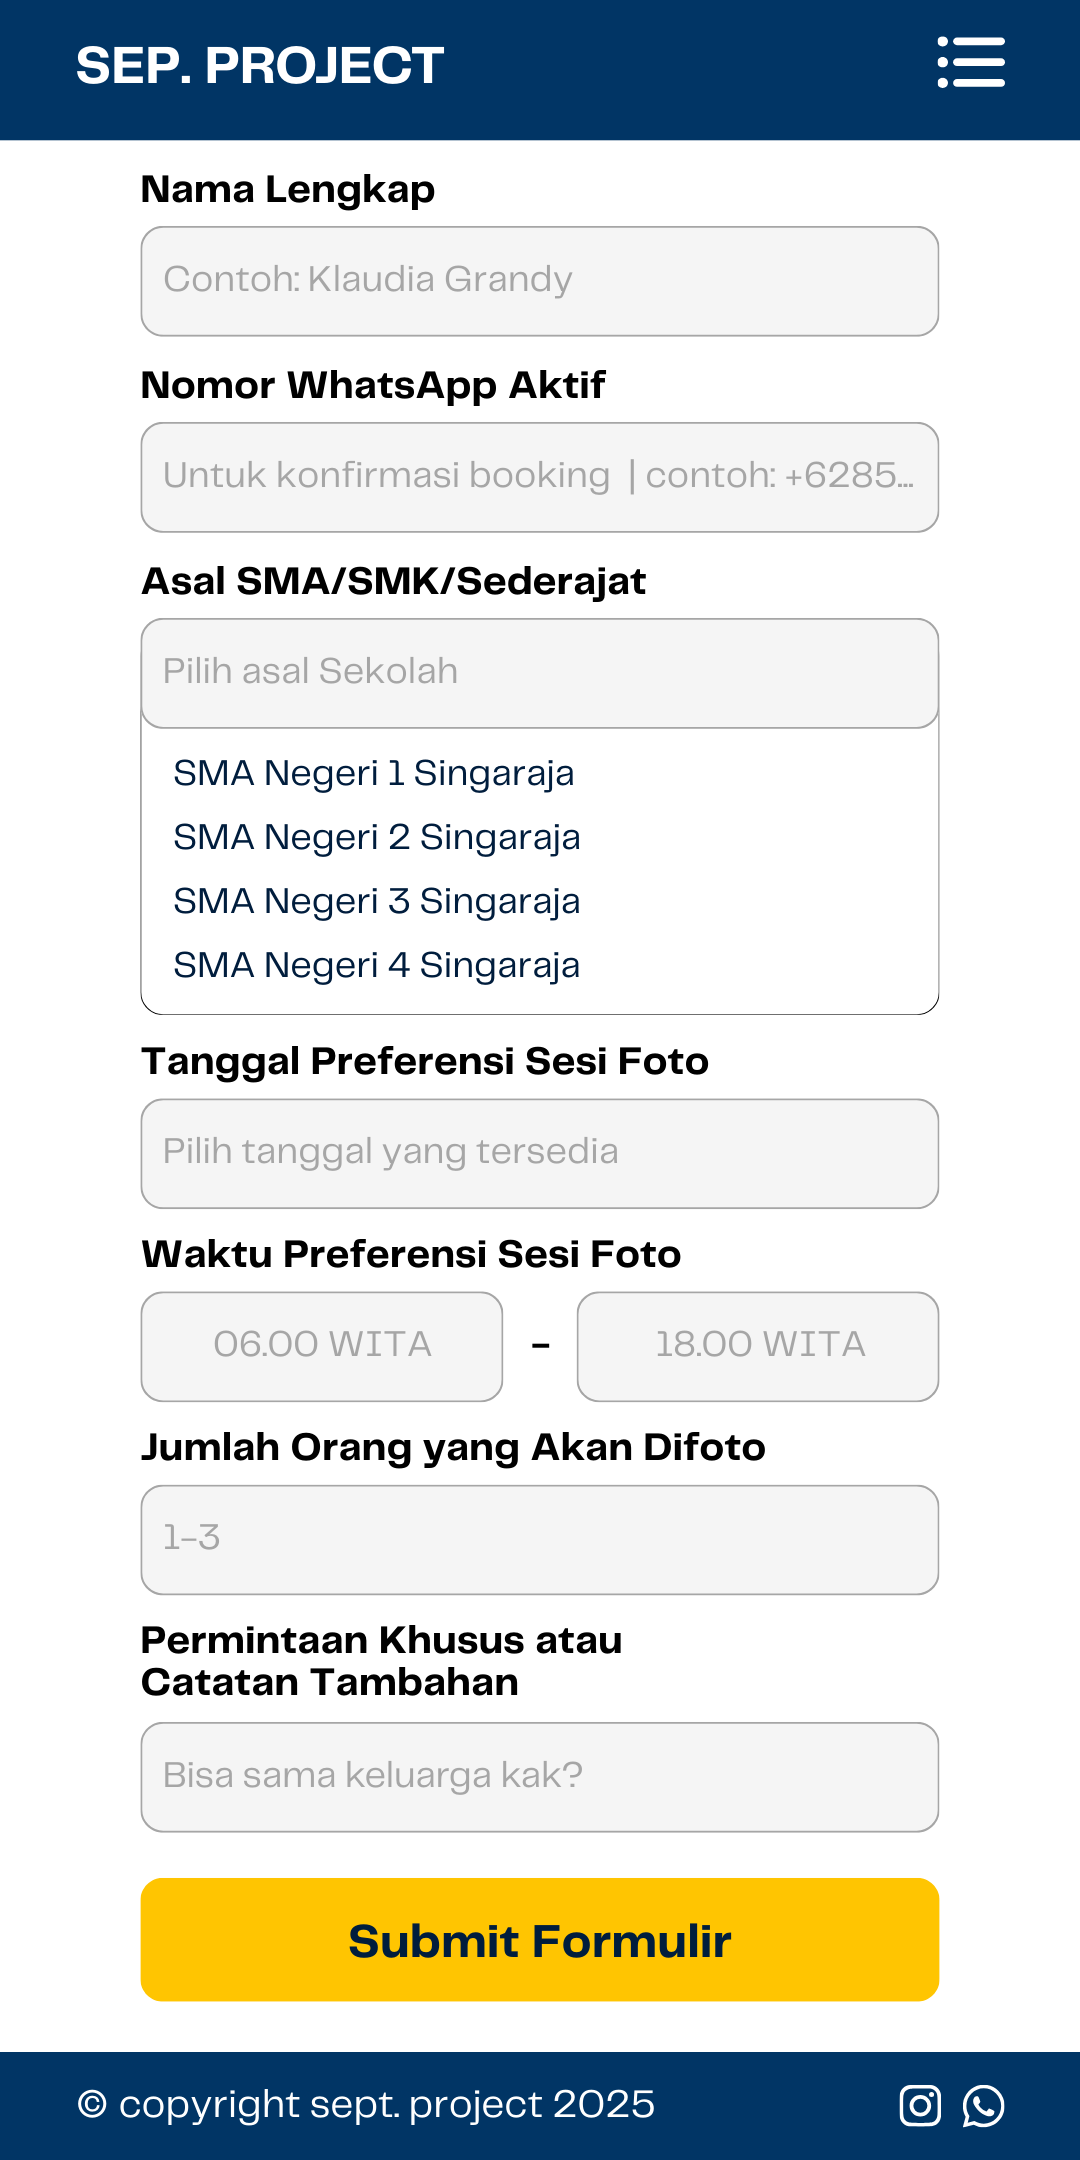 SEP. PROJECT
Nama Lengkap
Contoh: Klaudia Grandy
Nomor WhatsApp Aktif
Untuk konfirmasi booking | contoh: +6285...
Asal SMA/SMK/Sederajat
Pilih asal Sekolah
SMA Negeri 1 Singaraja
SMA Negeri 2 Singaraja
SMA Negeri 3 Singaraja
SMA Negeri 4 Singaraja
Tanggal Preferensi Sesi Foto
Pilih tanggal yang tersedia
Waktu Preferensi Sesi Foto
06.00 WITA - 18.00 WITA
Jumlah Orang yang Akan Difoto
1-3
Permintaan Khusus atau
Catatan Tambahan
Bisa sama keluarga kak?
Submit Formulir
© copyright sept. project 2025